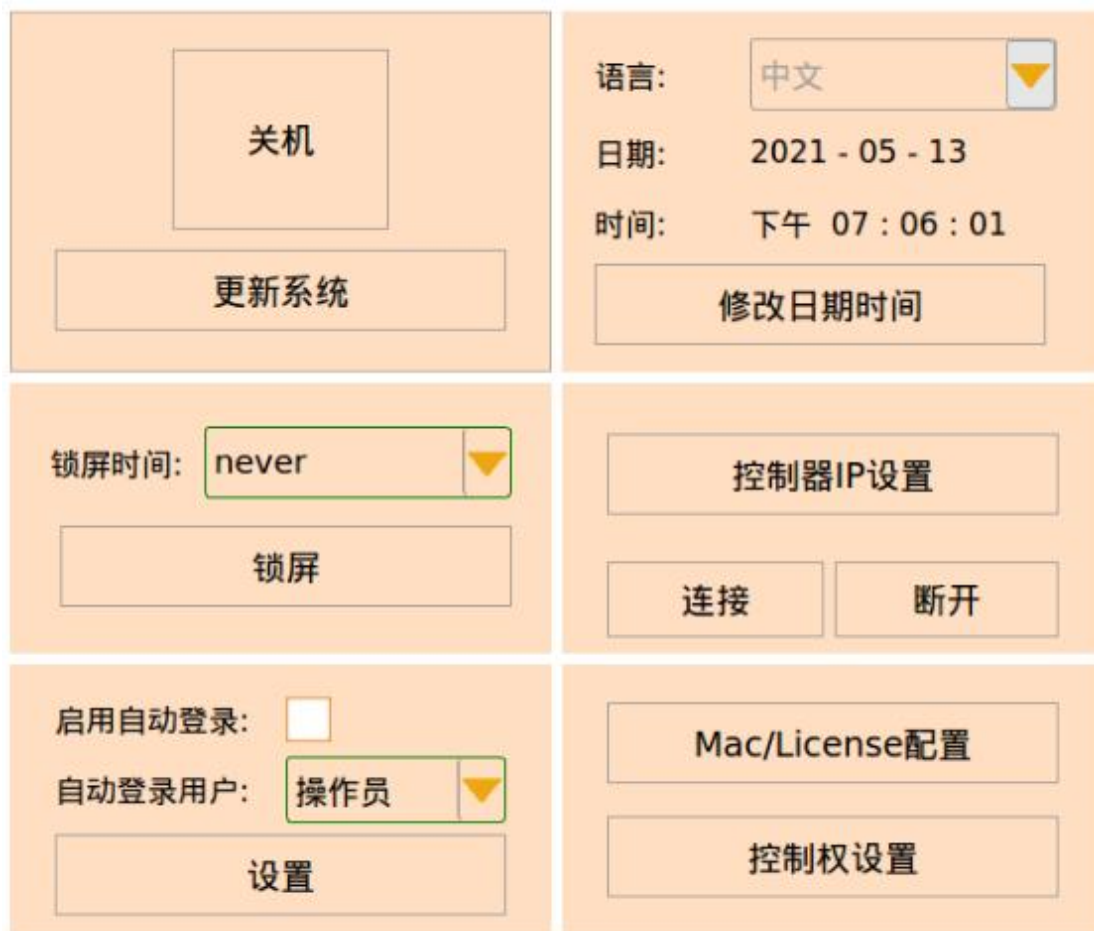 关机
更新系统
语言: 中文
日期: 2021 - 05 - 13
时间: 下午 07 : 06 : 01
修改日期时间
锁屏时间: never
锁屏
控制器IP设置
连接 断开
启用自动登录:
自动登录用户: 操作员
设置
Mac/License配置
控制权设置